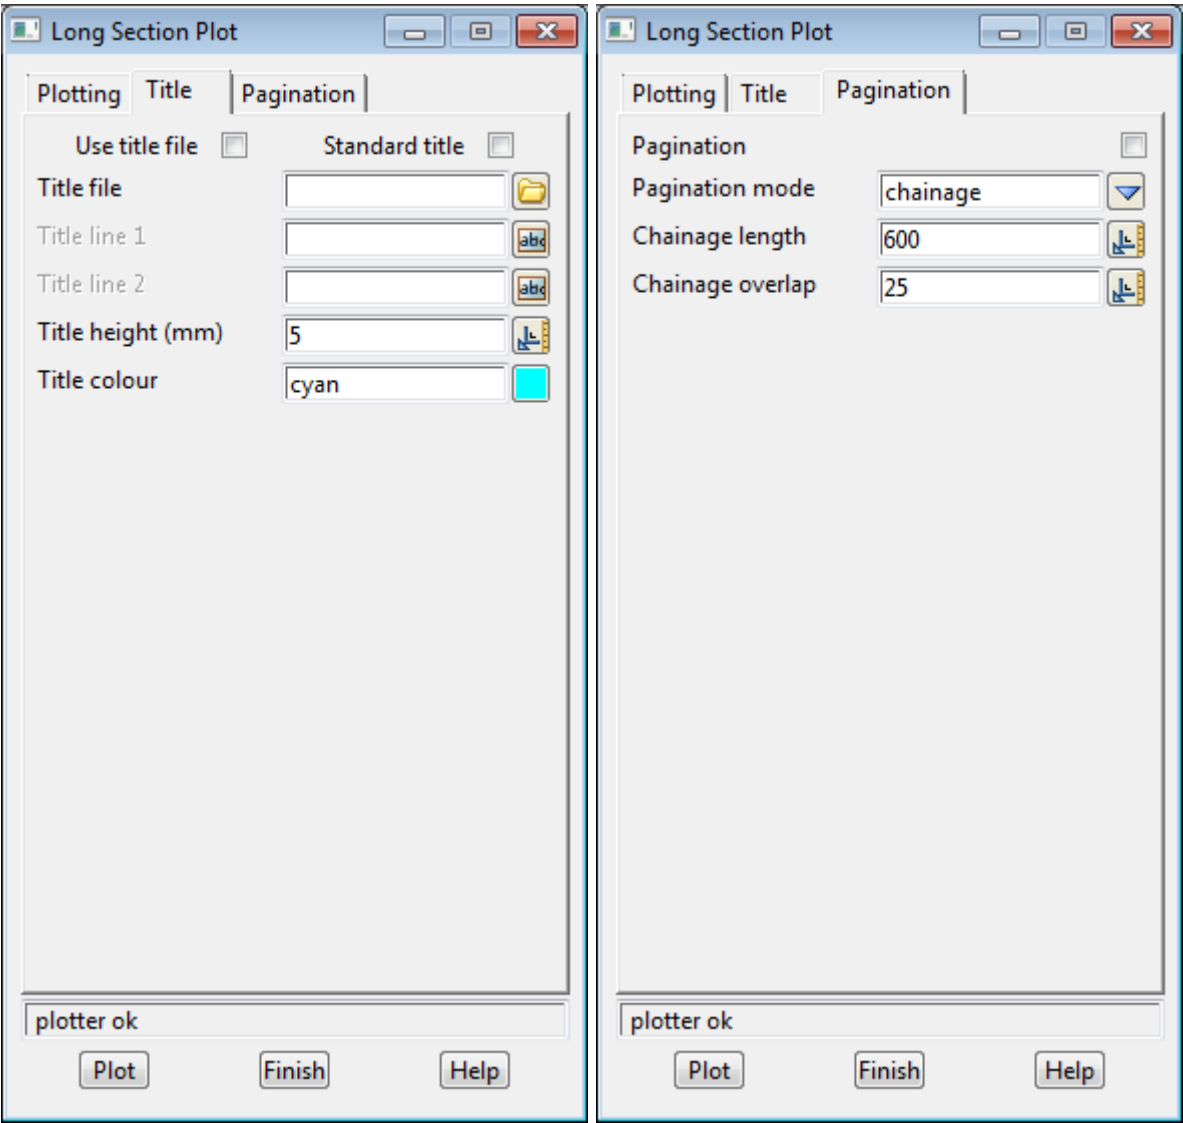 Long Section Plot
Plotting Title Pagination
Use title file Standard title
Title file
Title line 1 abc
Title line 2 abc
Title height (mm) 5
Title colour cyan
plotter ok
Plot Finish Help
Long Section Plot
Plotting Title Pagination
Pagination
Pagination mode chainage
Chainage length 600
Chainage overlap 25
plotter ok
Plot Finish Help